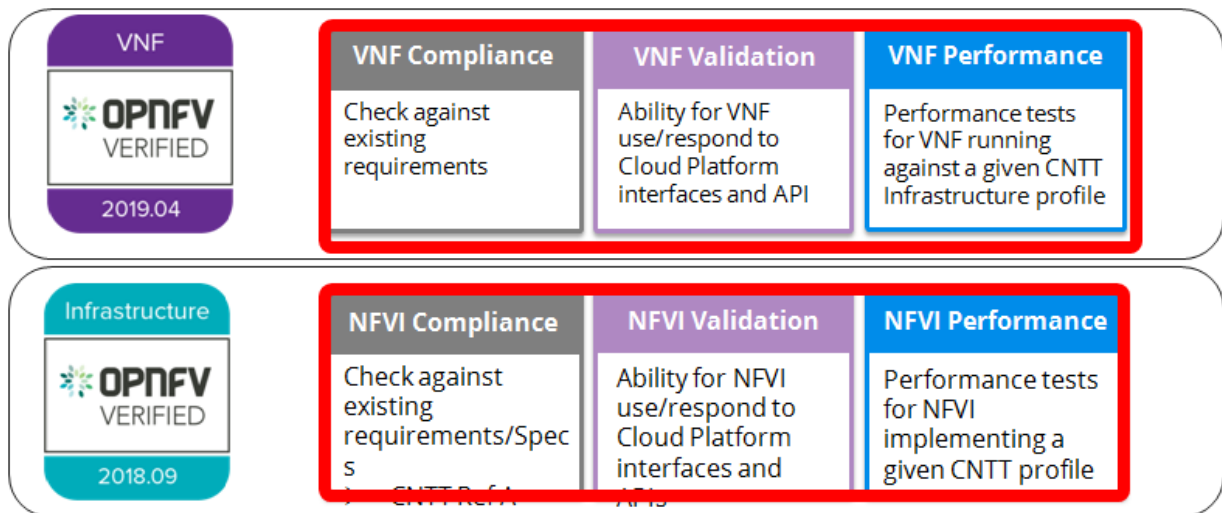 VNF
OPNFV
VERIFIED
2019.04
VNF Compliance
Check against
existing
requirements
VNF Validation
Ability for VNF
use/respond to
Cloud Platform
interfaces and API
VNF Performance
Performance tests
for VNF running
against a given CNTT
Infrastructure profile
Infrastructure
OPNFV
VERIFIED
2018.09
NFVI Compliance
Check against
existing
requirements/Spec
s
NFVI Validation
Ability for NFVI
use/respond to
Cloud Platform
interfaces and
APIs
NFVI Performance
Performance tests
for NFVI
implementing a
given CNTT profile